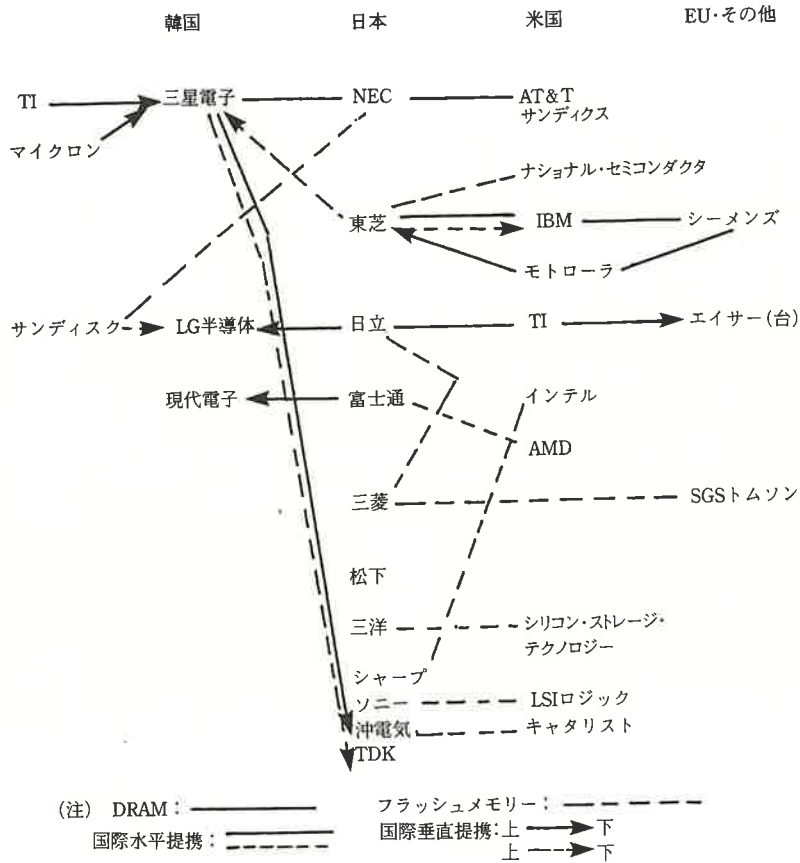 韓国 日本 米国 EU・その他
TI 三星電子 NEC AT&T
サンディクス
マイクロン
ナショナル・セミコンダクタ
東芝 IBM シーメンズ
モトローラ
サンディスク LG半導体 日立 TI エイサー(台)
現代電子 富士通 インテル
AMD
三菱 SGSトムソン
松下
三洋 シリコン・ストレージ・
テクノロジー
シャープ
ソニー LSIロジック
沖電気 キャタリスト
TDK
(注) DRAM: フラッシュメモリー:
国際水平提携: 国際垂直提携:上 下
上 下